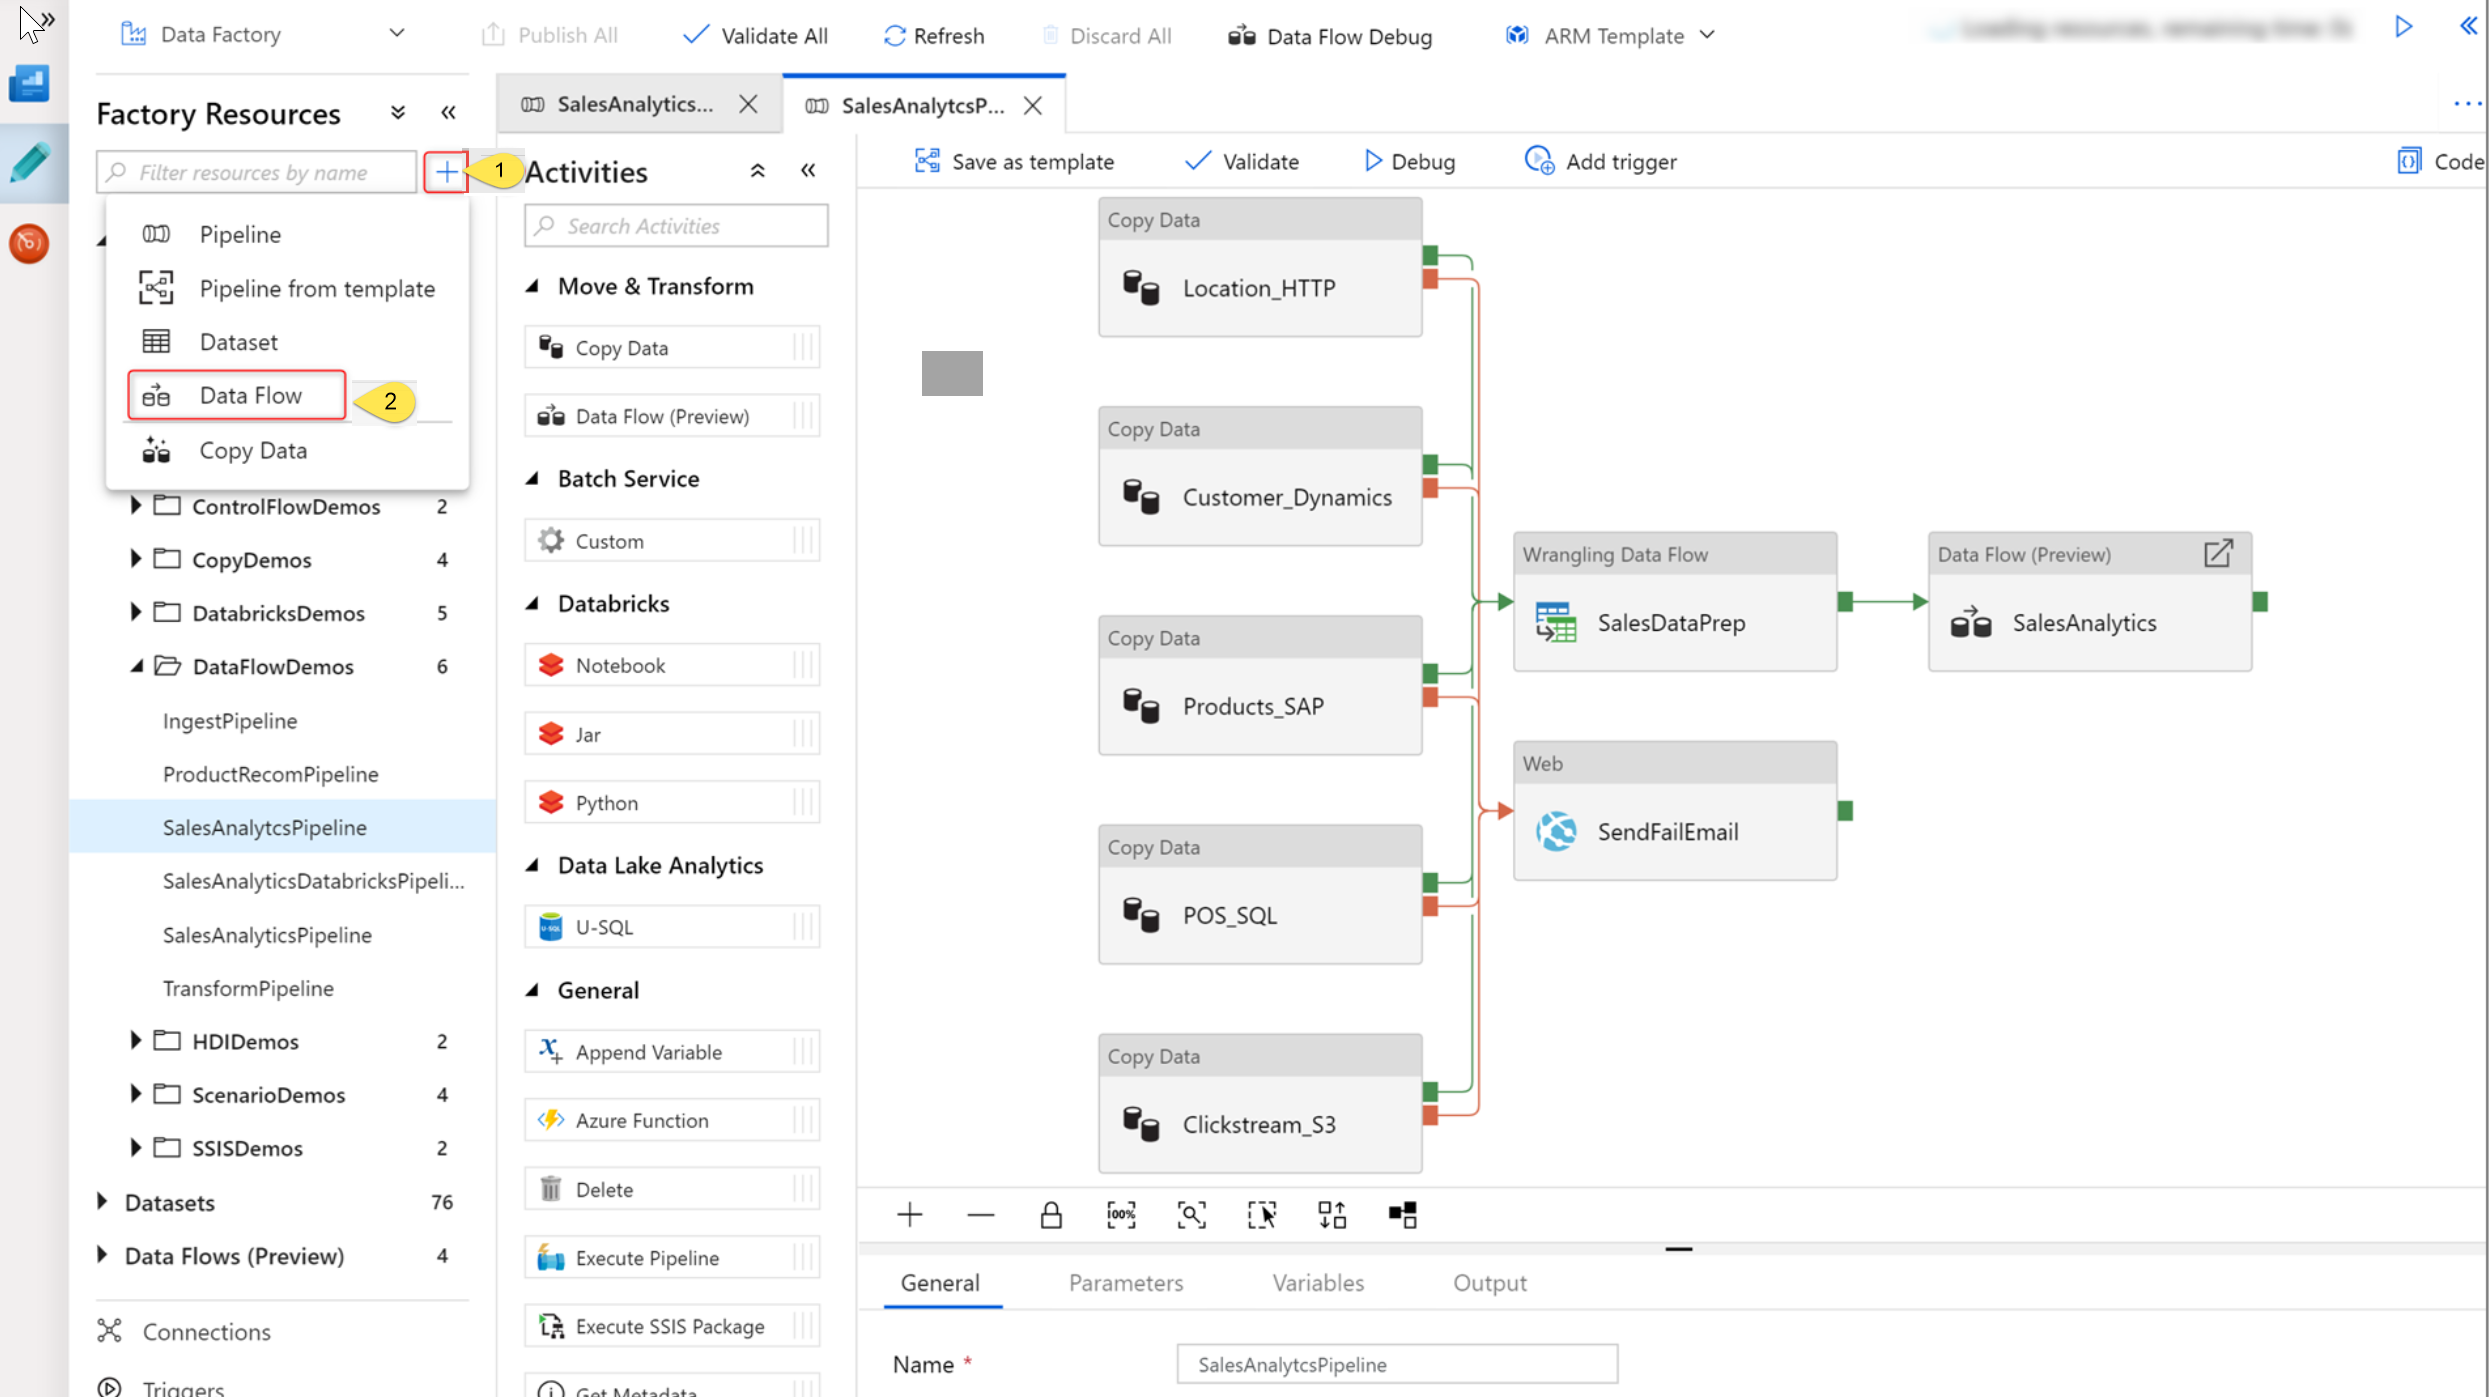 Data Factory
Publish All
Validate All
Refresh
Discard All
Data Flow Debug
ARM Template
Factory Resources
Filter resources by name
1
Pipeline
Pipeline from template
Dataset
Data Flow
2
Copy Data
ControlFlowDemos 2
CopyDemos 4
DatabricksDemos 5
DataFlowDemos 6
IngestPipeline
ProductRecomPipeline
SalesAnalytcsPipeline
SalesAnalyticsDatabricksPipeli...
SalesAnalyticsPipeline
TransformPipeline
HDIDemos 2
ScenarioDemos 4
SSISDemos 2
Datasets 76
Data Flows (Preview) 4
Connections
Triggers
SalesAnalytics...
SalesAnalytcsP...
Activities
Search Activities
Move & Transform
Copy Data
Data Flow (Preview)
Batch Service
Custom
Databricks
Notebook
Jar
Python
Data Lake Analytics
U-SQL
U-SQL
General
Append Variable
Azure Function
Delete
Execute Pipeline
Execute SSIS Package
Get Metadata
Save as template
Validate
Debug
Add trigger
Code
Copy Data
Location_HTTP
Copy Data
Customer_Dynamics
Copy Data
Products_SAP
Copy Data
POS_SQL
Copy Data
Clickstream_S3
Wrangling Data Flow
SalesDataPrep
Data Flow (Preview)
SalesAnalytics
Web
SendFailEmail
100%
General
Parameters
Variables
Output
Name *
SalesAnalytcsPipeline